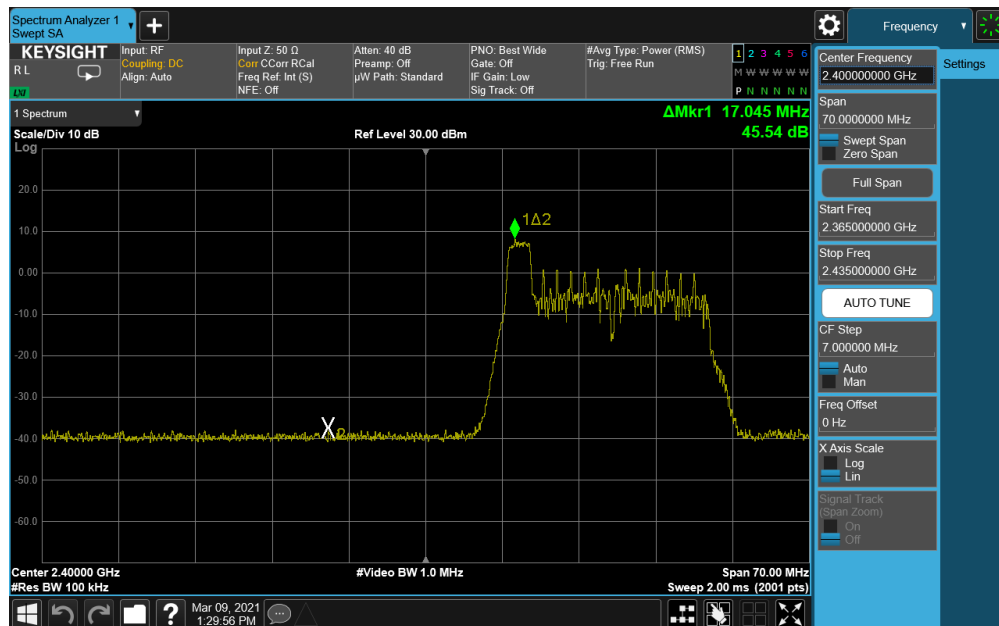 Spectrum Analyzer 1
Swept SA
Frequency
KEYSIGHT
R L
LXI
Input: RF
Coupling: DC
Align: Auto
Input Z: 50 Ω
Corr CCorr RCal
Freq Ref: Int (S)
NFE: Off
Atten: 40 dB
Preamp: Off
µW Path: Standard
PNO: Best Wide
Gate: Off
IF Gain: Low
Sig Track: Off
#Avg Type: Power (RMS)
Trig: Free Run
1 2 3 4 5 6
M W W W W W
P N N N N N
Center Frequency
2.400000000 GHz
Settings
Span
70.0000000 MHz
Swept Span
Zero Span
Full Span
Start Freq
2.365000000 GHz
Stop Freq
2.435000000 GHz
AUTO TUNE
CF Step
7.000000 MHz
Auto
Man
Freq Offset
0 Hz
X Axis Scale
Log
Lin
Signal Track
(Span Zoom)
On
Off
1 Spectrum
ΔMkr1 17.045 MHz
45.54 dB
Scale/Div 10 dB
Ref Level 30.00 dBm
Log
20.0
1Δ2
10.0
0.00
-10.0
-20.0
-30.0
X2
-40.0
-50.0
-60.0
Center 2.40000 GHz
#Video BW 1.0 MHz
Span 70.00 MHz
#Res BW 100 kHz
Sweep 2.00 ms (2001 pts)
?
Mar 09, 2021
1:29:56 PM